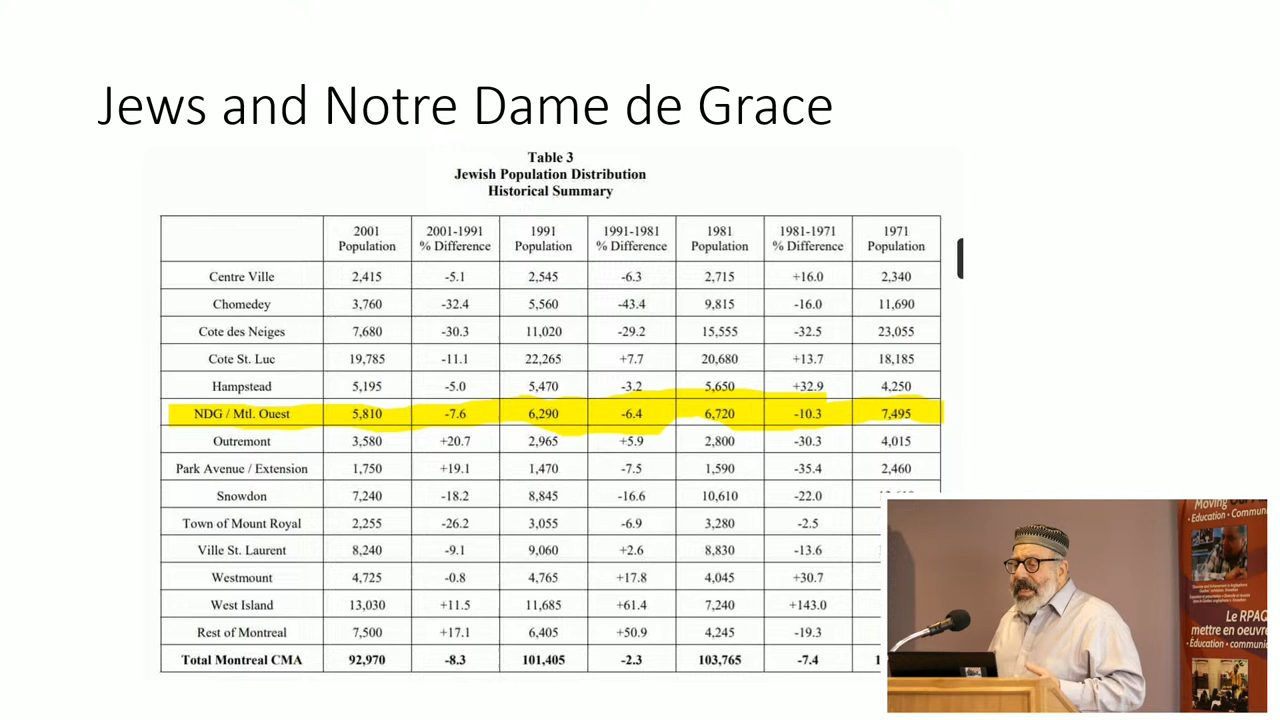 Jews and Notre Dame de Grace
Table 3
Jewish Population Distribution
Historical Summary
2001 Population 2001-1991 % Difference 1991 Population 1991-1981 % Difference 1981 Population 1981-1971 % Difference 1971 Population
Centre Ville 2,415 -5.1 2,545 -6.3 2,715 +16.0 2,340
Chomedey 3,760 -32.4 5,560 -43.4 9,815 -16.0 11,690
Cote des Neiges 7,680 -30.3 11,020 -29.2 15,555 -32.5 23,055
Cote St. Luc 19,785 -11.1 22,265 +7.7 20,680 +13.7 18,185
Hampstead 5,195 -5.0 5,470 -3.2 5,650 +32.9 4,250
NDG / Mtl. Ouest 5,810 -7.6 6,290 -6.4 6,720 -10.3 7,495
Outremont 3,580 +20.7 2,965 +5.9 2,800 -30.3 4,015
Park Avenue / Extension 1,750 +19.1 1,470 -7.5 1,590 -35.4 2,460
Snowdon 7,240 -18.2 8,845 -16.6 10,610 -22.0
Town of Mount Royal 2,255 -26.2 3,055 -6.9 3,280 -2.5
Ville St. Laurent 8,240 -9.1 9,060 +2.6 8,830 -13.6
Westmount 4,725 -0.8 4,765 +17.8 4,045 +30.7
West Island 13,030 +11.5 11,685 +61.4 7,240 +143.0
Rest of Montreal 7,500 +17.1 6,405 +50.9 4,245 -19.3
Total Montreal CMA 92,970 -8.3 101,405 -2.3 103,765 -7.4
Moving
• Education • Commun
Le RPAQ
mettre en oeuvre
• Éducation • communi